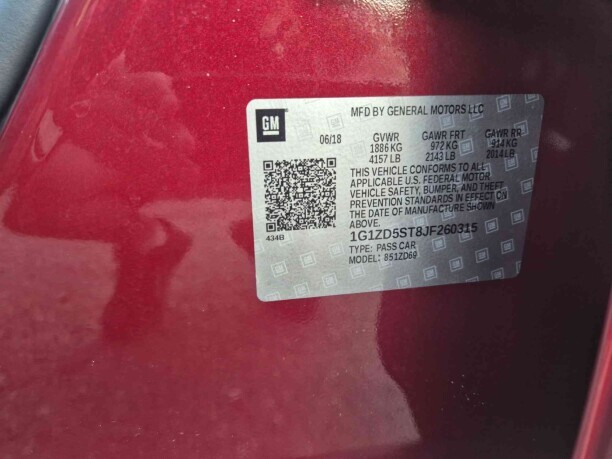 MFD BY GENERAL MOTORS LLC
GM
06/18 GVWR GAWR FRT GAWR RR
1886 KG 972 KG 914 KG
4157 LB 2143 LB 2014 LB
THIS VEHICLE CONFORMS TO ALL
APPLICABLE U.S. FEDERAL MOTOR
VEHICLE SAFETY, BUMPER, AND THEFT
PREVENTION STANDARDS IN EFFECT ON
THE DATE OF MANUFACTURE SHOWN
ABOVE.
434B
1G1ZD5ST8JF260315
TYPE: PASS CAR
MODEL: 851ZD69